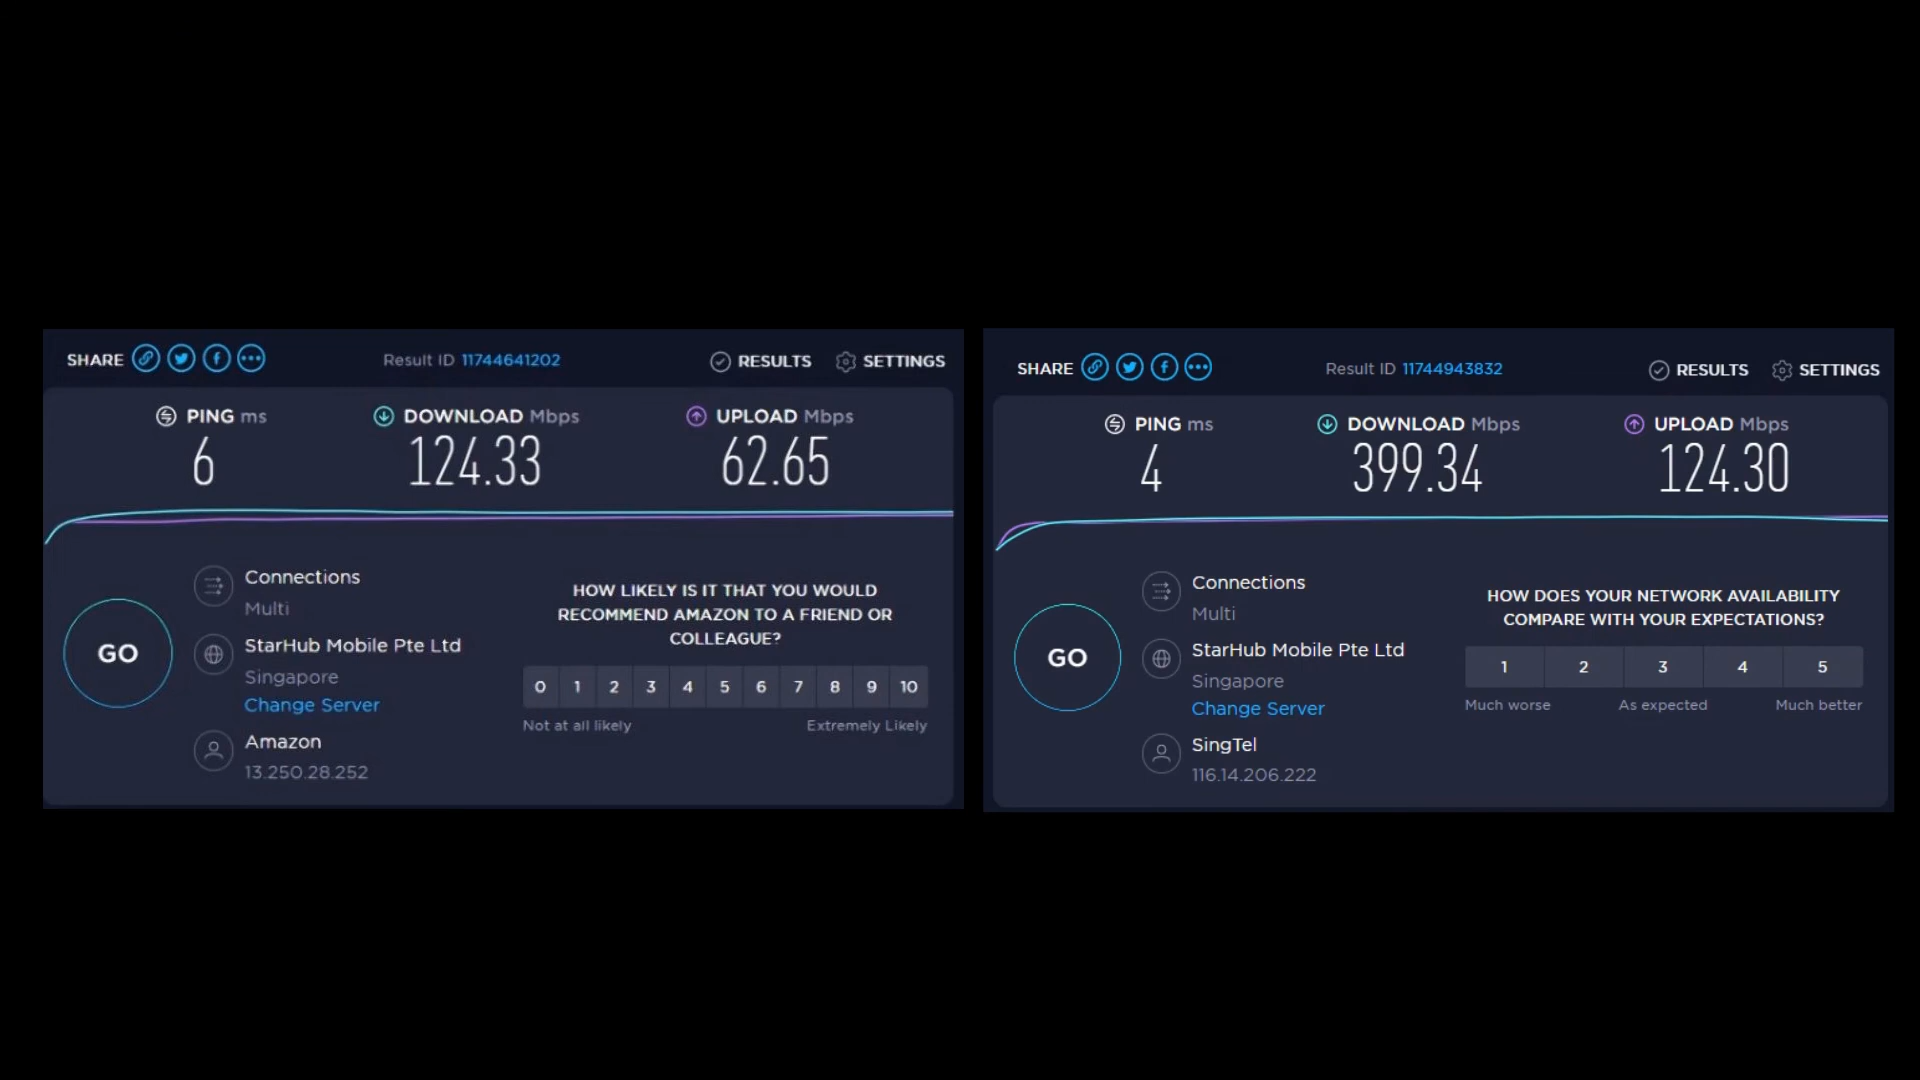 SHARE
Result ID 11744641202
RESULTS
SETTINGS
PING ms
DOWNLOAD Mbps
UPLOAD Mbps
6
124.33
62.65
GO
Connections
Multi
StarHub Mobile Pte Ltd
Singapore
Change Server
Amazon
13.250.28.252
HOW LIKELY IS IT THAT YOU WOULD
RECOMMEND AMAZON TO A FRIEND OR
COLLEAGUE?
0 1 2 3 4 5 6 7 8 9 10
Not at all likely
Extremely Likely
SHARE
Result ID 11744943832
RESULTS
SETTINGS
PING ms
DOWNLOAD Mbps
UPLOAD Mbps
4
399.34
124.30
GO
Connections
Multi
StarHub Mobile Pte Ltd
Singapore
Change Server
SingTel
116.14.206.222
HOW DOES YOUR NETWORK AVAILABILITY
COMPARE WITH YOUR EXPECTATIONS?
1 2 3 4 5
Much worse
As expected
Much better